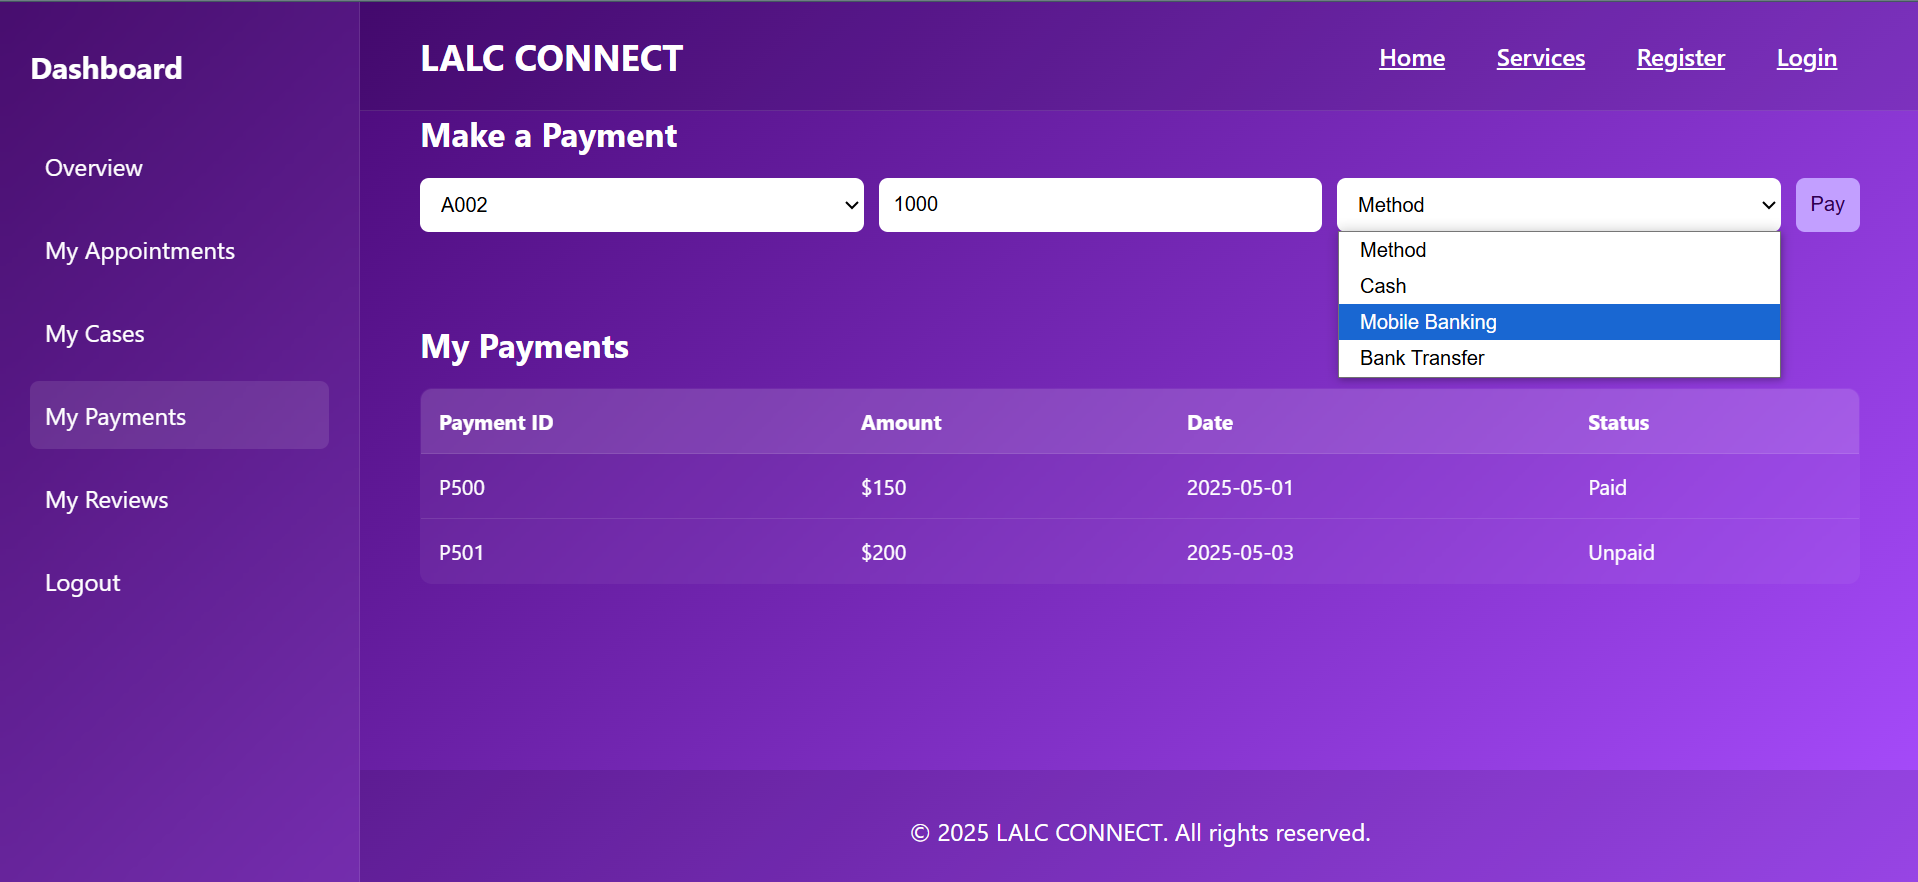 Dashboard
Overview
My Appointments
My Cases
My Payments
My Reviews
Logout
LALC CONNECT
Home Services Register Login
Make a Payment
A002 1000 Method Pay
Method
Cash
Mobile Banking
Bank Transfer
My Payments
Payment ID Amount Date Status
P500 $150 2025-05-01 Paid
P501 $200 2025-05-03 Unpaid
© 2025 LALC CONNECT. All rights reserved.